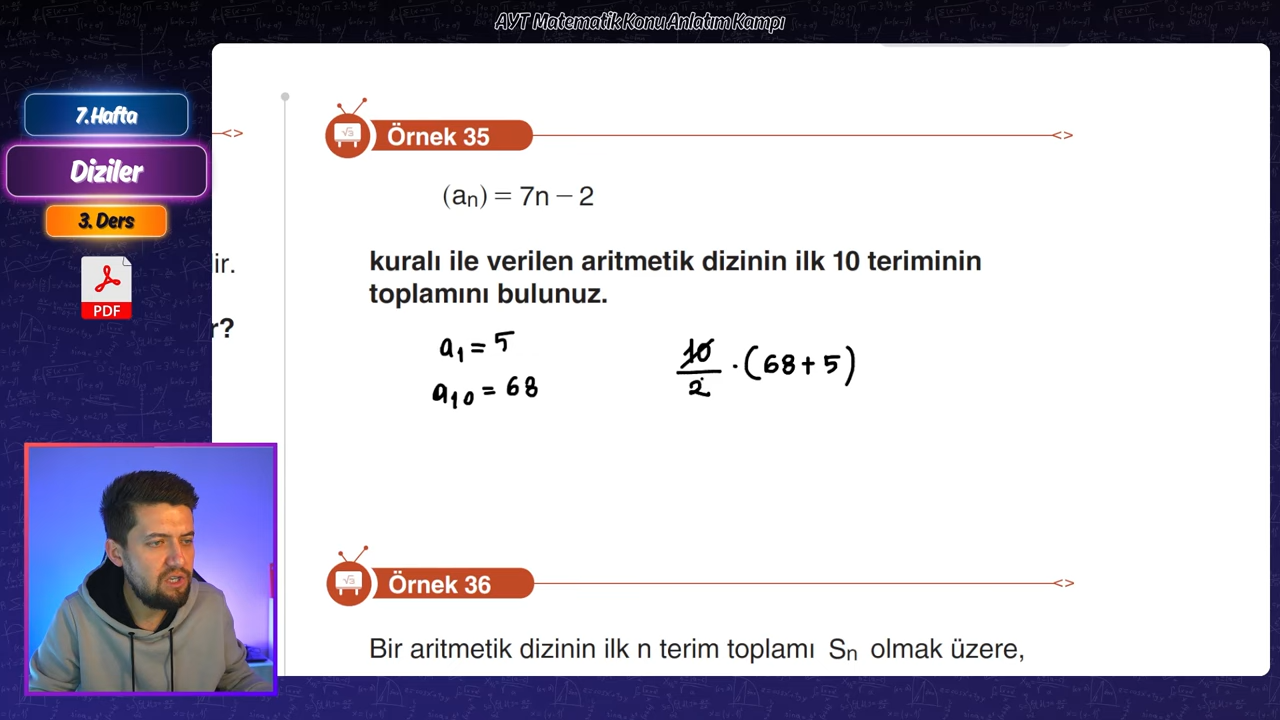 AYT Matematik Konu Anlatım Kampı
7.Hafta
Diziler
3. Ders
PDF
ir.
r?
Örnek 35
(aₙ) = 7n − 2
kuralı ile verilen aritmetik dizinin ilk 10 teriminin
toplamını bulunuz.
a₁ = 5
a₁₀ = 68
10/2 · (68 + 5)
Örnek 36
Bir aritmetik dizinin ilk n terim toplamı Sₙ olmak üzere,